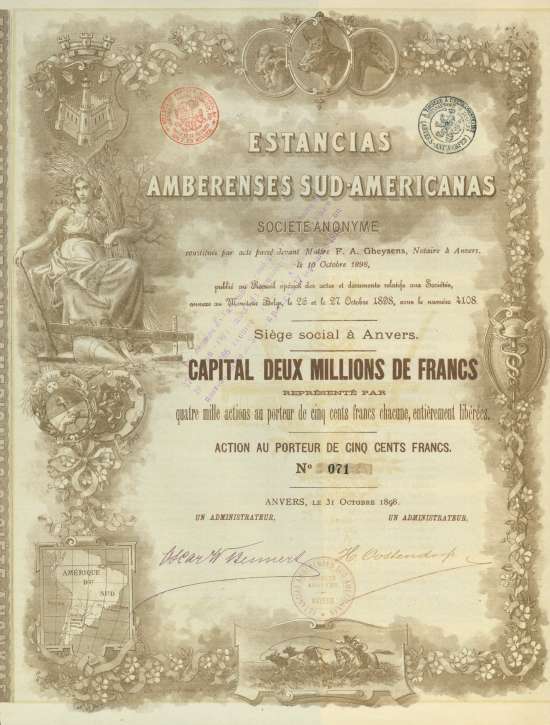 ESTANCIAS
AMBERENSES SUD-AMERICANAS
SOCIÉTÉ ANONYME
constituée par acte passé devant Maître F. A. Gheysens, Notaire à Anvers,
le 10 Octobre 1898,
publié au Recueil spécial des actes et documents relatifs aux Sociétés,
annexe au Moniteur Belge, le 26 et le 27 Octobre 1898, sous le numéro 4108.
Siège social à Anvers.
CAPITAL DEUX MILLIONS DE FRANCS
REPRÉSENTÉ PAR
quatre mille actions au porteur de cinq cents francs chacune, entièrement libérées.
ACTION AU PORTEUR DE CINQ CENTS FRANCS.
No 071
ANVERS, LE 31 OCTOBRE 1898.
UN ADMINISTRATEUR, UN ADMINISTRATEUR,
AMÉRIQUE
DU
SUD